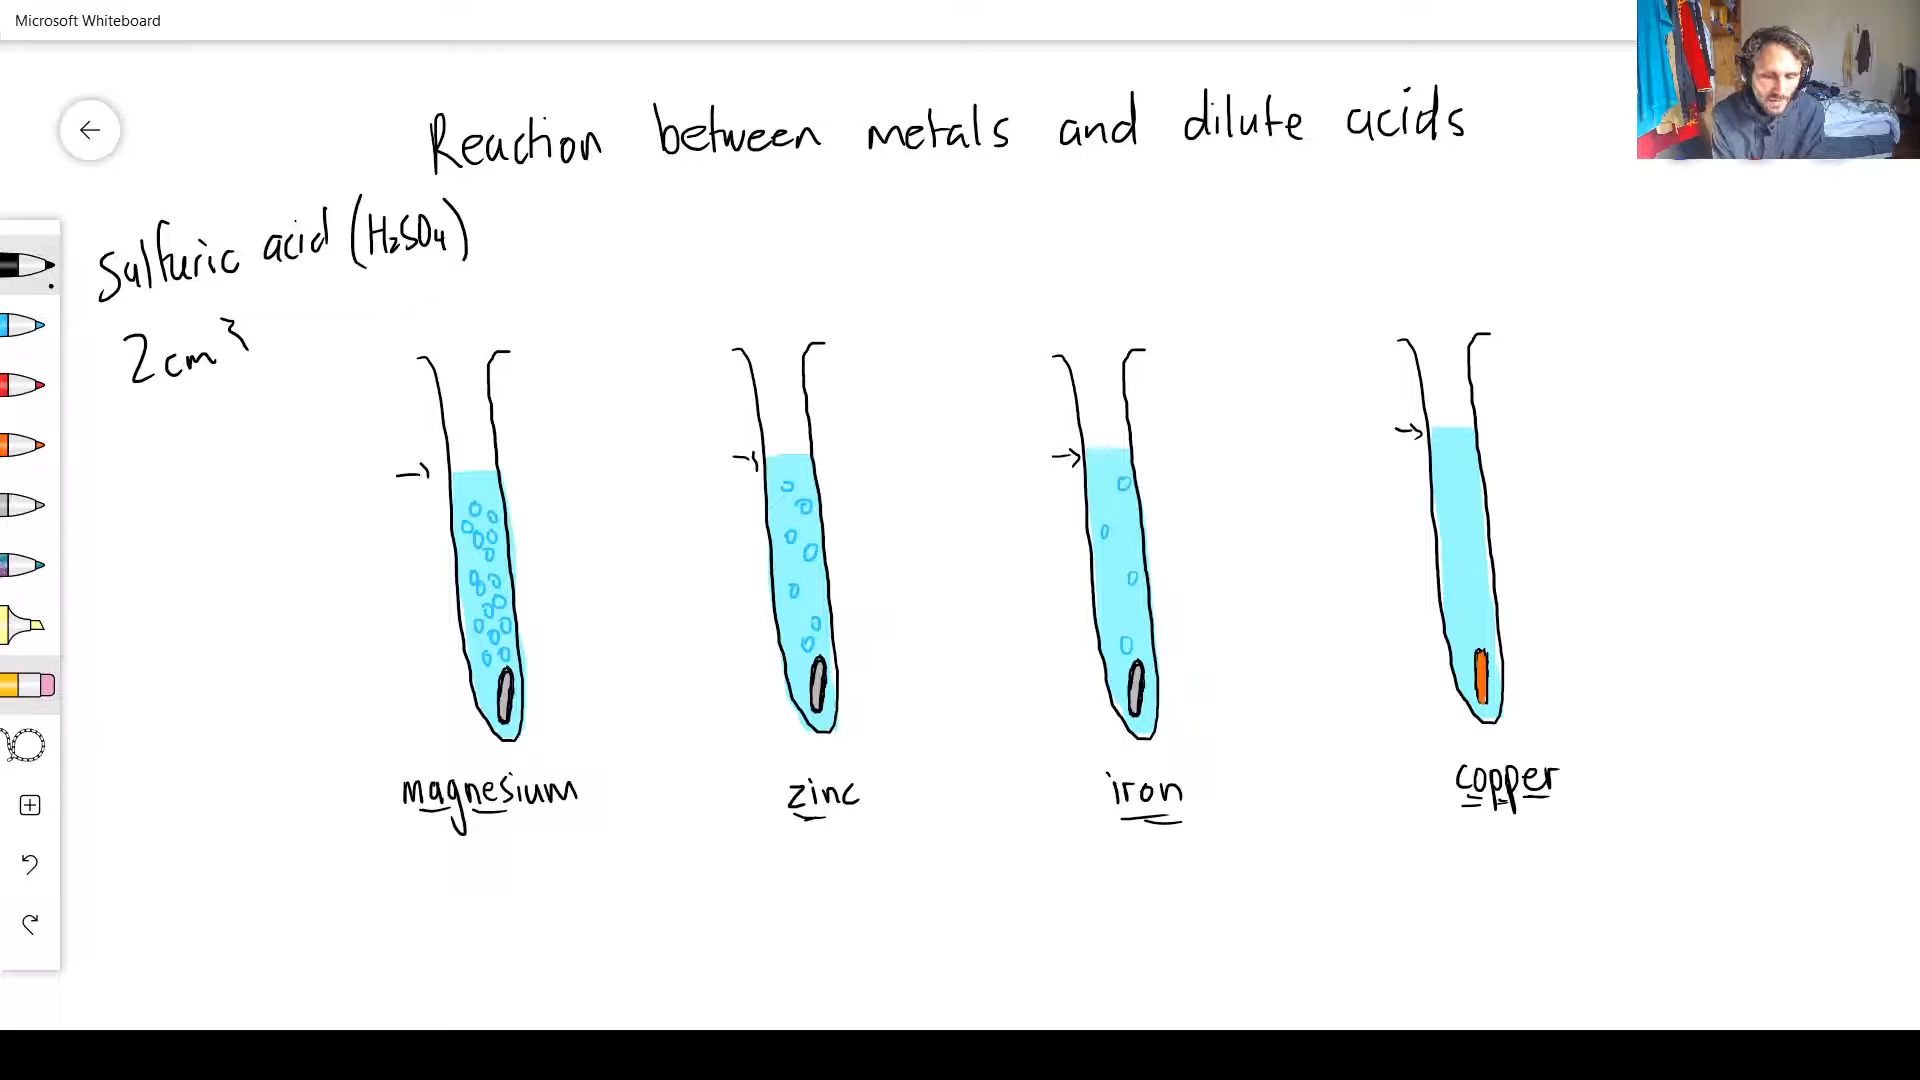 Microsoft Whiteboard
Reaction between metals and dilute acids
Sulfuric acid (H₂SO₄)
2cm³
magnesium
zinc
iron
copper